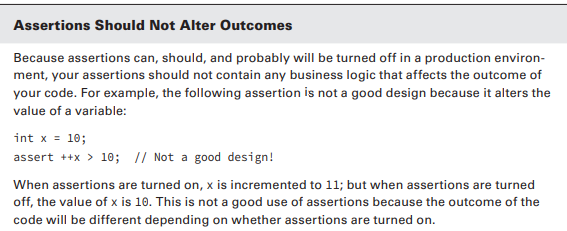 Assertions Should Not Alter Outcomes
Because assertions can, should, and probably will be turned off in a production environ-
ment, your assertions should not contain any business logic that affects the outcome of
your code. For example, the following assertion is not a good design because it alters the
value of a variable:
int x = 10;
assert ++x > 10;  // Not a good design!
When assertions are turned on, x is incremented to 11; but when assertions are turned
off, the value of x is 10. This is not a good use of assertions because the outcome of the
code will be different depending on whether assertions are turned on.